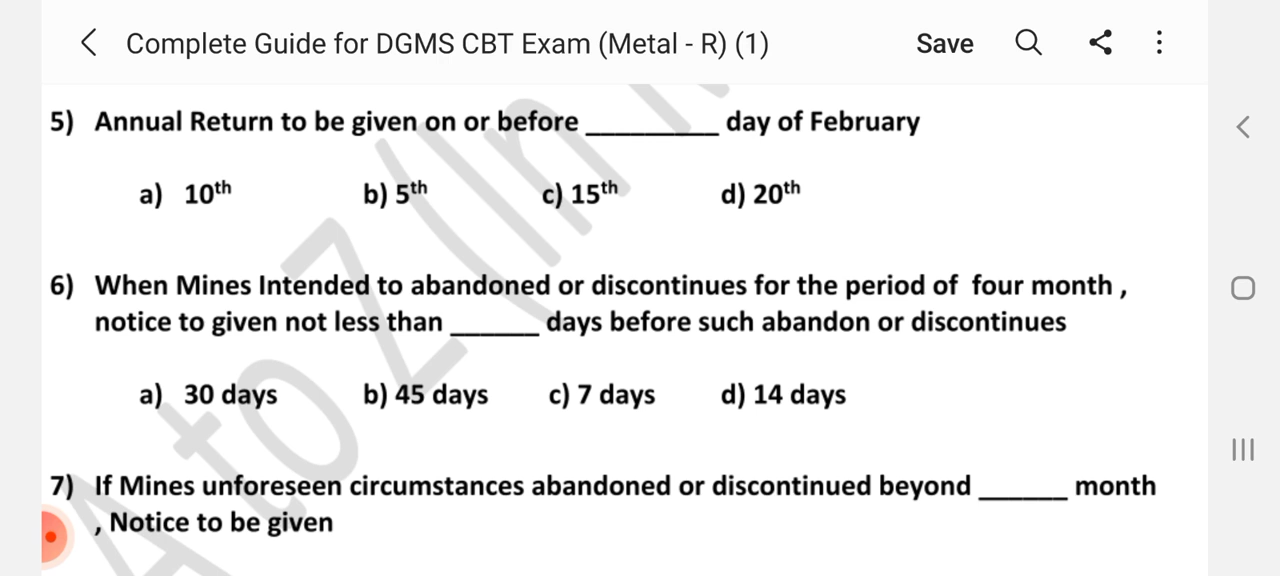 Complete Guide for DGMS CBT Exam (Metal - R) (1) Save
5) Annual Return to be given on or before _________ day of February
a) 10th b) 5th c) 15th d) 20th
6) When Mines Intended to abandoned or discontinues for the period of four month ,
notice to given not less than ______ days before such abandon or discontinues
a) 30 days b) 45 days c) 7 days d) 14 days
7) If Mines unforeseen circumstances abandoned or discontinued beyond ______ month
, Notice to be given
A to Z (In